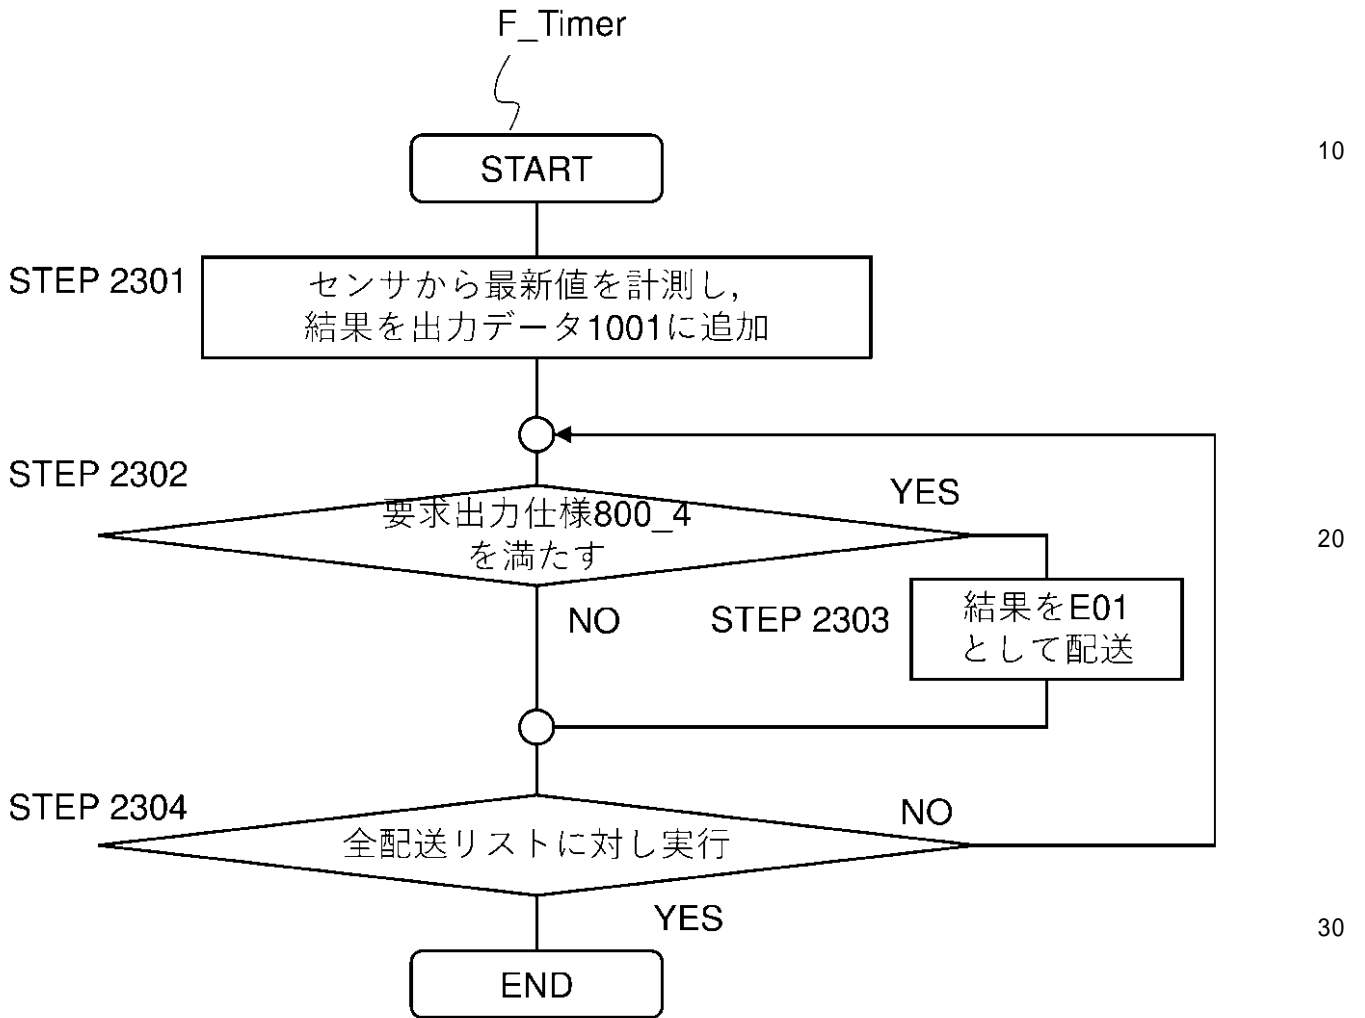 F_Timer
START
10
STEP 2301
センサから最新値を計測し,
結果を出力データ1001に追加
STEP 2302
要求出力仕様800_4
を満たす
YES
20
NO
STEP 2303
結果をE01
として配送
STEP 2304
全配送リストに対し実行
NO
YES
30
END